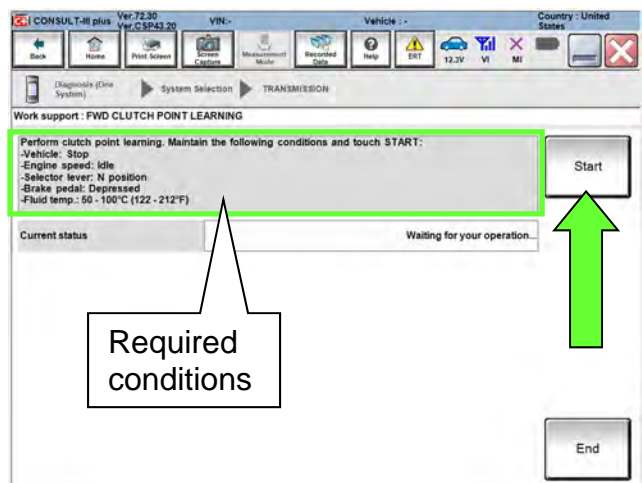 CONSULT-III plus
Ver.72.30
Ver.CSP43.20
VIN:-
Vehicle : -
Country : United States
Back
Home
Print Screen
Screen Capture
Measurement Mode
Recorded Data
Help
ERT
12.3V
VI
MI
Diagnosis (One System)
System Selection
TRANSMISSION
Work support : FWD CLUTCH POINT LEARNING
Perform clutch point learning. Maintain the following conditions and touch START:
-Vehicle: Stop
-Engine speed: Idle
-Selector lever: N position
-Brake pedal: Depressed
-Fluid temp.: 50 - 100°C (122 - 212°F)
Start
Current status
Waiting for your operation...
Required
conditions
End